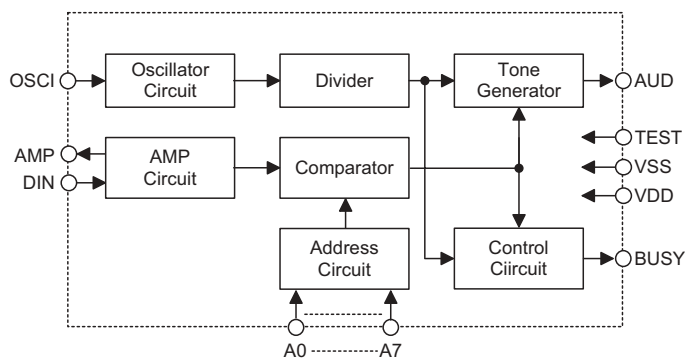 OSCI
Oscillator
Circuit
Divider
Tone
Generator
AUD
AMP
DIN
AMP
Circuit
Comparator
TEST
VSS
VDD
Address
Circuit
Control
Ciircuit
BUSY
A0
A7